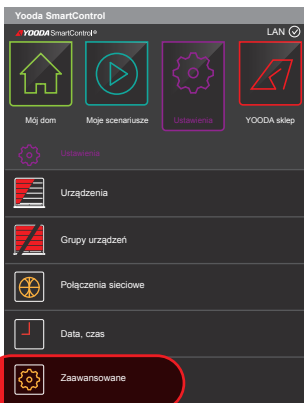 Yooda SmartControl
YOODA SmartControl® LAN
Mój dom Moje scenariusze Ustawienia YOODA sklep
Ustawienia
Urządzenia
Grupy urządzeń
Połączenia sieciowe
Data, czas
Zaawansowane